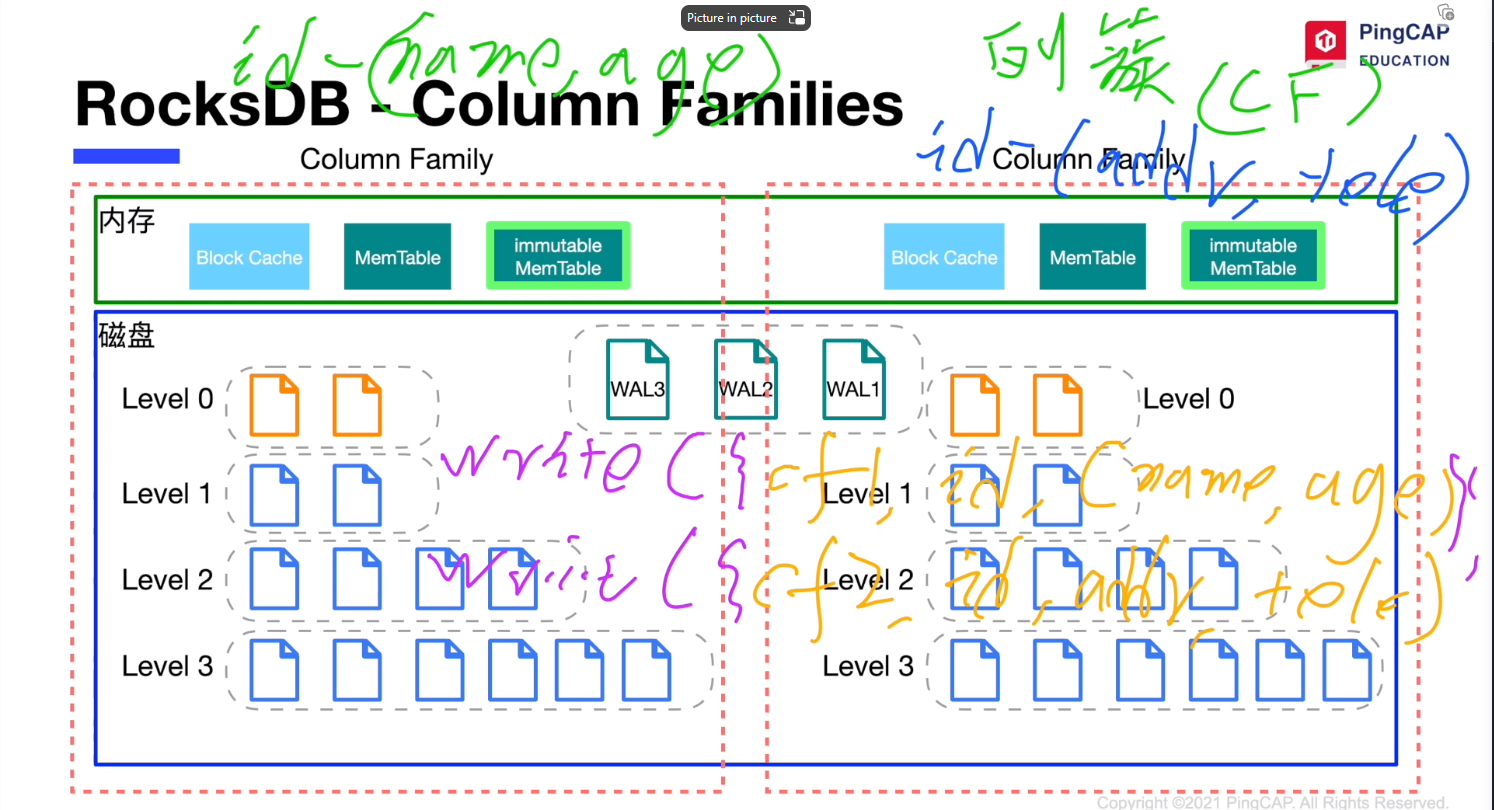 Picture in picture
id-(name, age)
列簇
(CF)
PingCAP
EDUCATION
RocksDB - Column Families
id-(addr, tele)
Column Family
Column Family
内存
Block Cache
MemTable
immutable
MemTable
Block Cache
MemTable
immutable
MemTable
磁盘
WAL3
WAL2
WAL1
Level 0
Level 0
write({cf1, id, (name, age)}
Level 1
Level 1
write({cf2, id, addr, tele),
Level 2
Level 2
Level 3
Level 3
Copyright ©2021 PingCAP. All Rights Reserved.